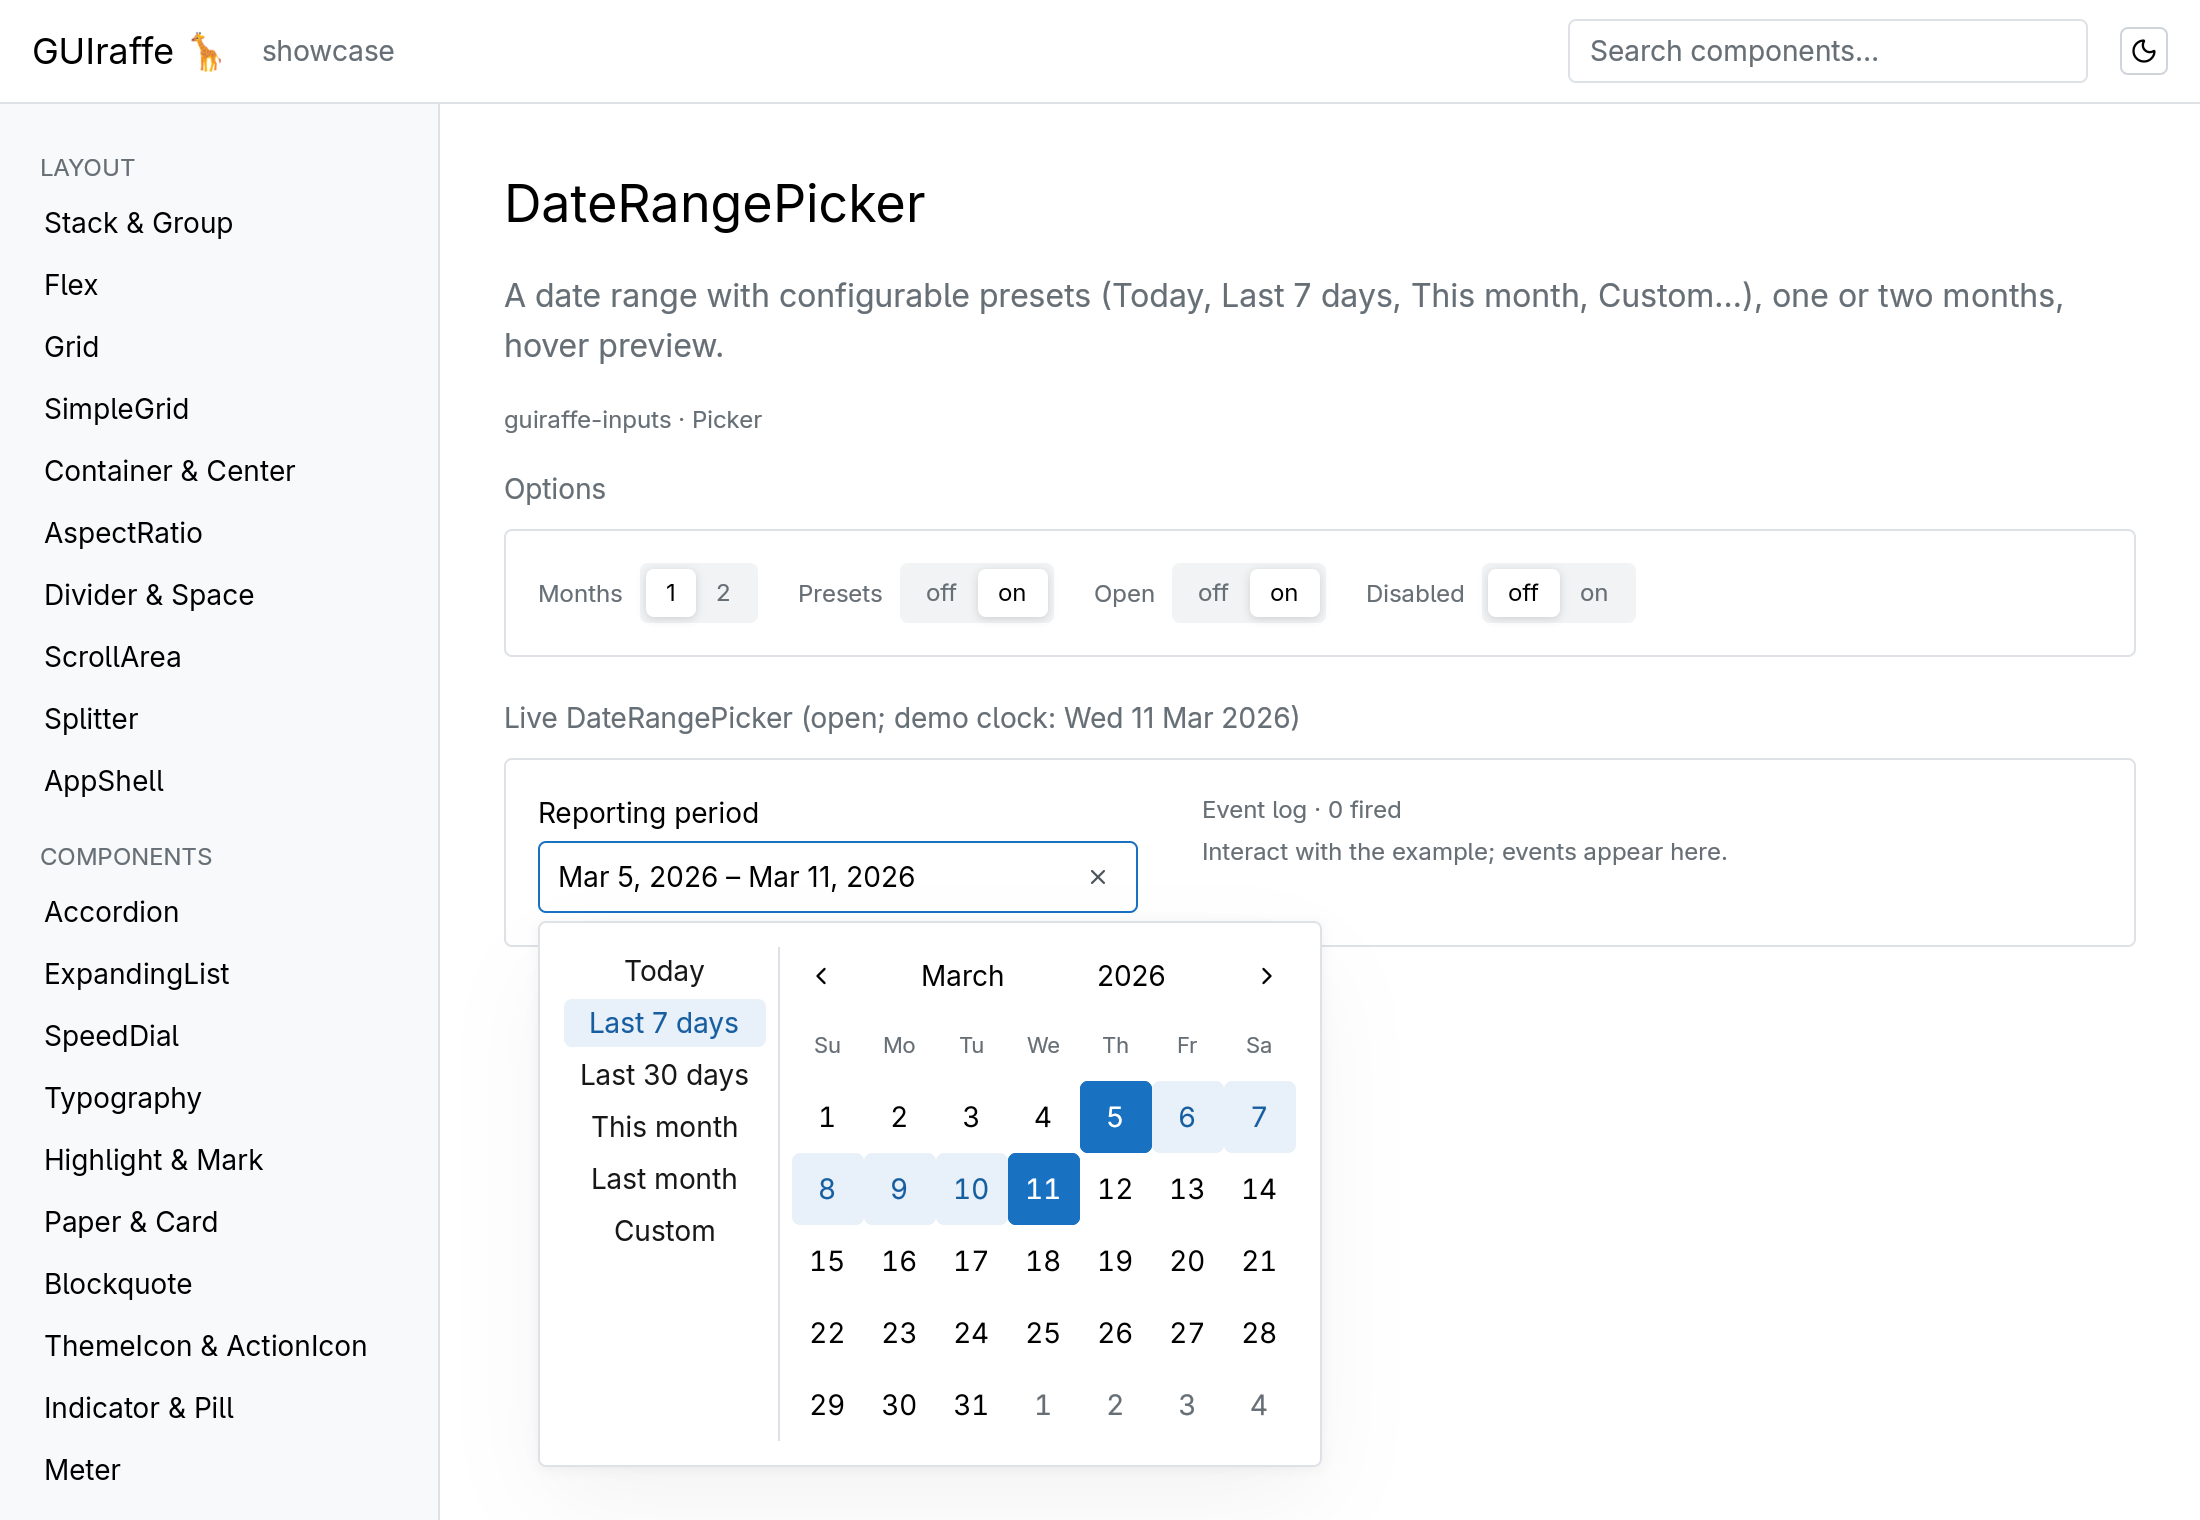 GUIraffe 🦒 showcase
Search components...
LAYOUT
Stack & Group
Flex
Grid
SimpleGrid
Container & Center
AspectRatio
Divider & Space
ScrollArea
Splitter
AppShell
COMPONENTS
Accordion
ExpandingList
SpeedDial
Typography
Highlight & Mark
Paper & Card
Blockquote
ThemeIcon & ActionIcon
Indicator & Pill
Meter
DateRangePicker
A date range with configurable presets (Today, Last 7 days, This month, Custom...), one or two months,
hover preview.
guiraffe-inputs · Picker
Options
Months 1 2 Presets off on Open off on Disabled off on
Live DateRangePicker (open; demo clock: Wed 11 Mar 2026)
Reporting period
Mar 5, 2026 – Mar 11, 2026
Event log · 0 fired
Interact with the example; events appear here.
Today
Last 7 days
Last 30 days
This month
Last month
Custom
March 2026
Su Mo Tu We Th Fr Sa
1 2 3 4 5 6 7
8 9 10 11 12 13 14
15 16 17 18 19 20 21
22 23 24 25 26 27 28
29 30 31 1 2 3 4